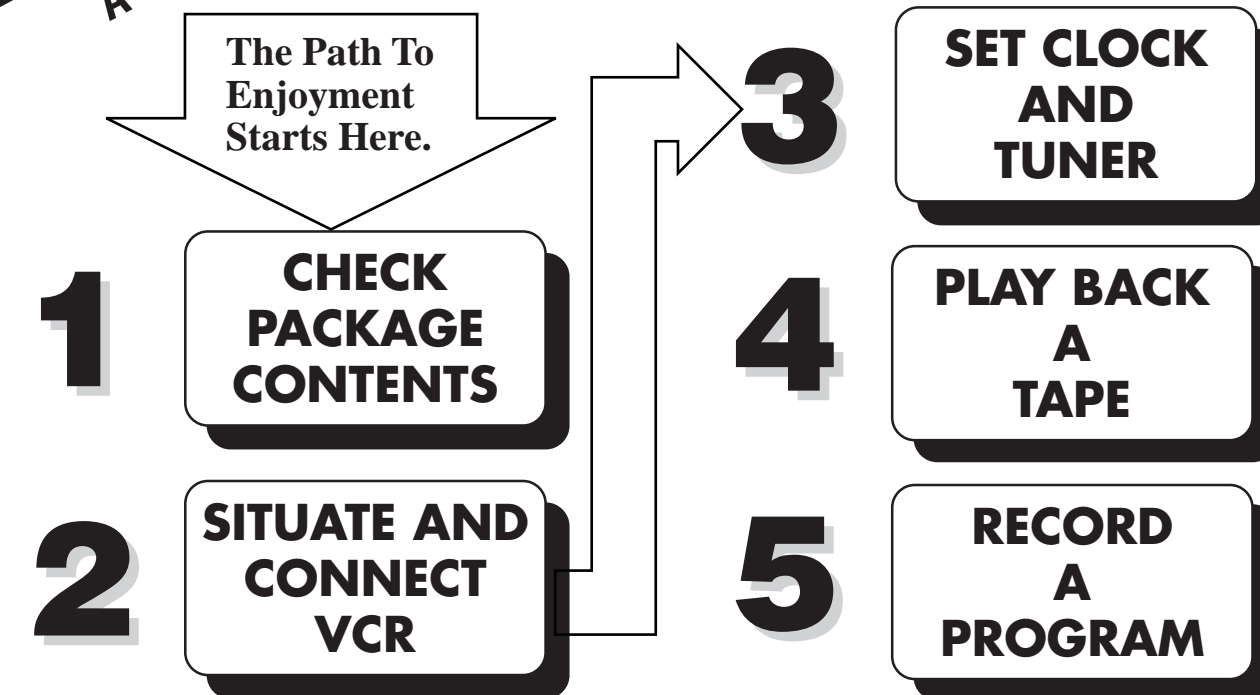 A
The Path To
Enjoyment
Starts Here.
1
CHECK
PACKAGE
CONTENTS
2
SITUATE AND
CONNECT
VCR
3
SET CLOCK
AND
TUNER
4
PLAY BACK
A
TAPE
5
RECORD
A
PROGRAM